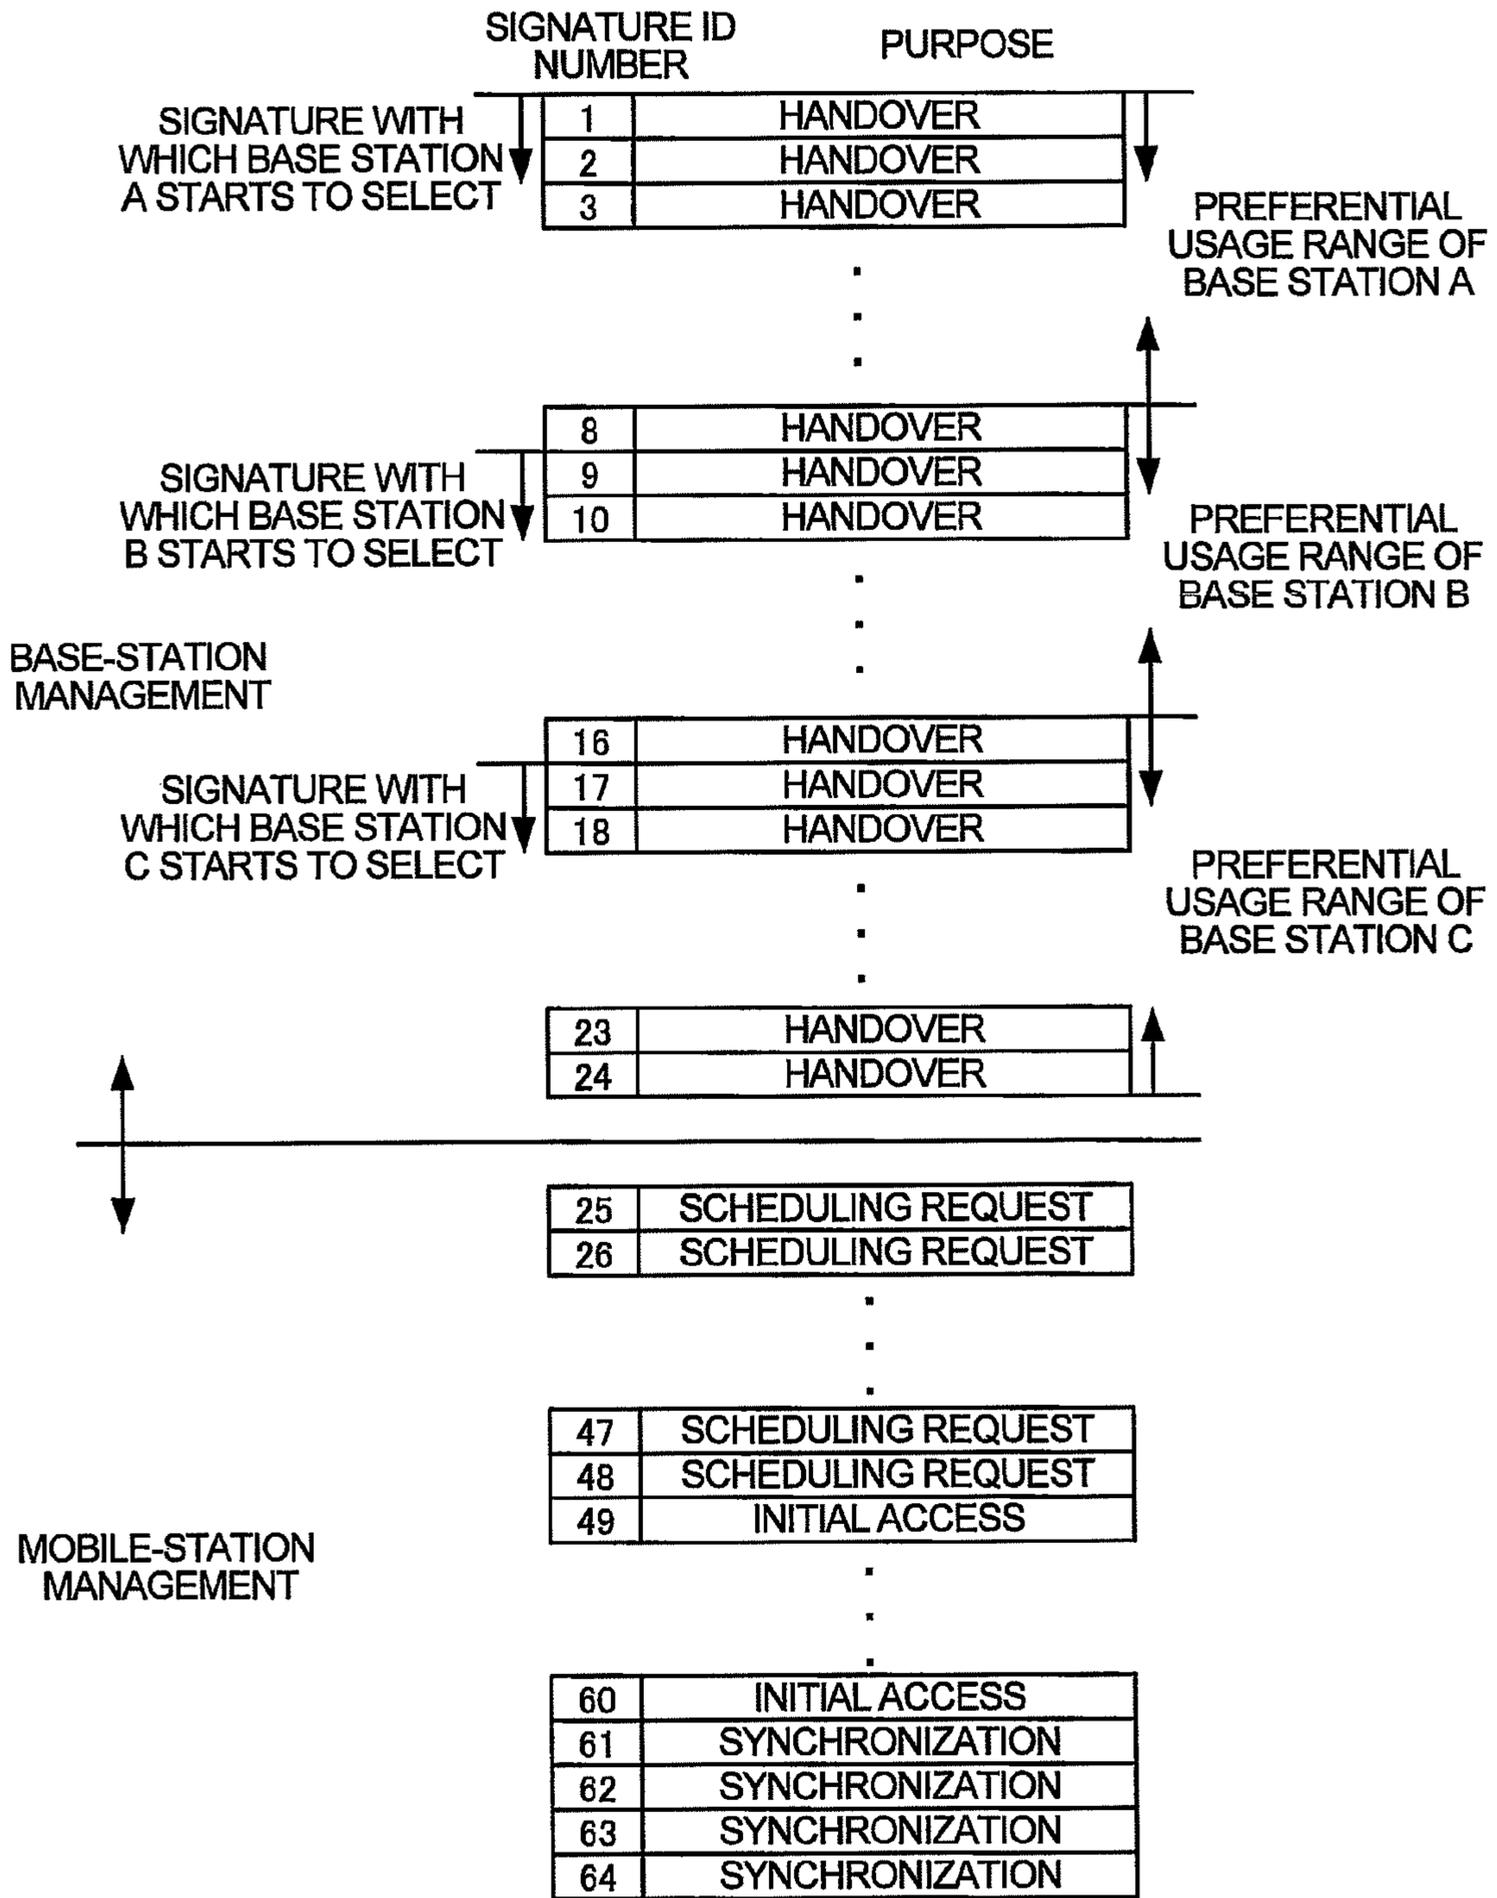 SIGNATURE ID
NUMBER
PURPOSE
SIGNATURE WITH
WHICH BASE STATION
A STARTS TO SELECT
1 HANDOVER
2 HANDOVER
3 HANDOVER
PREFERENTIAL
USAGE RANGE OF
BASE STATION A
8 HANDOVER
9 HANDOVER
10 HANDOVER
SIGNATURE WITH
WHICH BASE STATION
B STARTS TO SELECT
PREFERENTIAL
USAGE RANGE OF
BASE STATION B
BASE-STATION
MANAGEMENT
16 HANDOVER
17 HANDOVER
18 HANDOVER
SIGNATURE WITH
WHICH BASE STATION
C STARTS TO SELECT
PREFERENTIAL
USAGE RANGE OF
BASE STATION C
23 HANDOVER
24 HANDOVER
25 SCHEDULING REQUEST
26 SCHEDULING REQUEST
47 SCHEDULING REQUEST
48 SCHEDULING REQUEST
49 INITIAL ACCESS
MOBILE-STATION
MANAGEMENT
60 INITIAL ACCESS
61 SYNCHRONIZATION
62 SYNCHRONIZATION
63 SYNCHRONIZATION
64 SYNCHRONIZATION